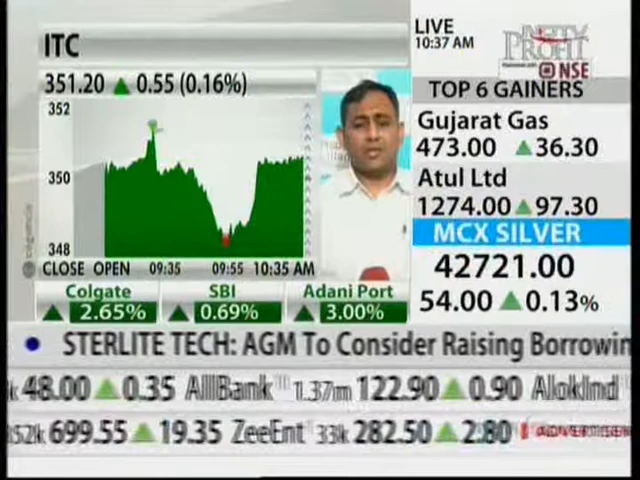 ITC
351.20 ▲ 0.55 (0.16%)
352
350
348
CLOSE OPEN 09:35 09:55 10:35 AM
Colgate
▲ 2.65%
SBI
▲ 0.69%
Adani Port
▲ 3.00%
LIVE
10:37 AM
NDTV
PROFIT
NSE
TOP 6 GAINERS
Gujarat Gas
473.00 ▲ 36.30
Atul Ltd
1274.00 ▲ 97.30
MCX SILVER
42721.00
54.00 ▲ 0.13%
• STERLITE TECH: AGM To Consider Raising Borrowin
k 48.00 ▲ 0.35 AllBank 1.37m 122.90 ▲ 0.90 AlokInd
352k 699.55 ▲ 19.35 ZeeEnt 33k 282.50 ▲ 2.80